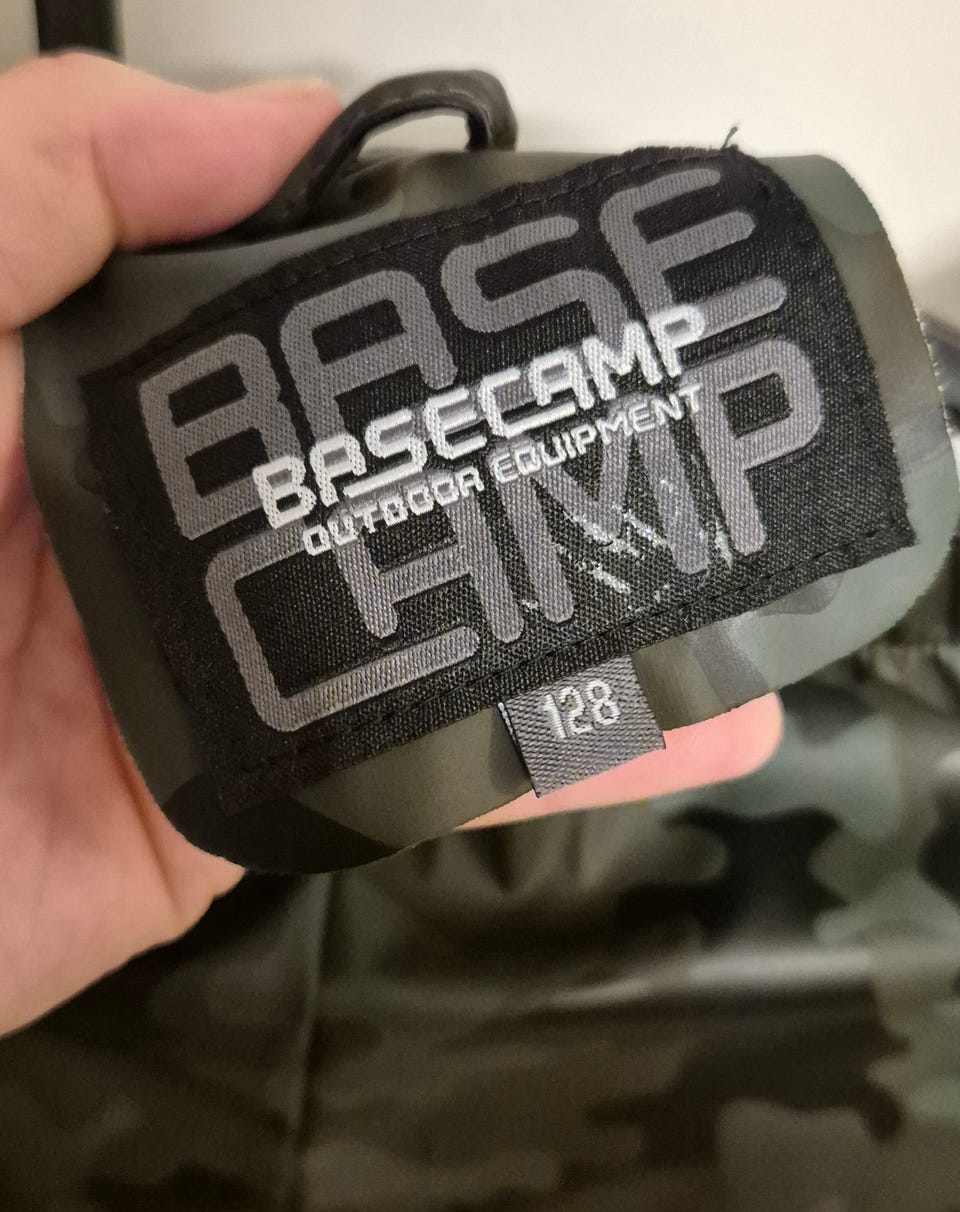 BASE
BASECAMP
OUTDOOR EQUIPMENT
CAMP
128